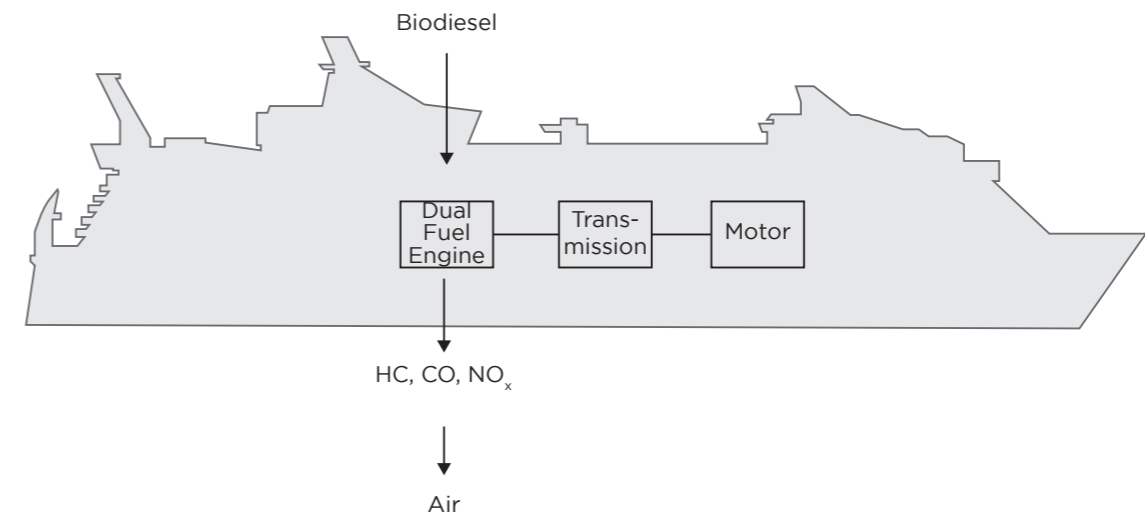 Biodiesel
Dual
Fuel
Engine
Trans-
mission
Motor
HC, CO, NOₓ
Air